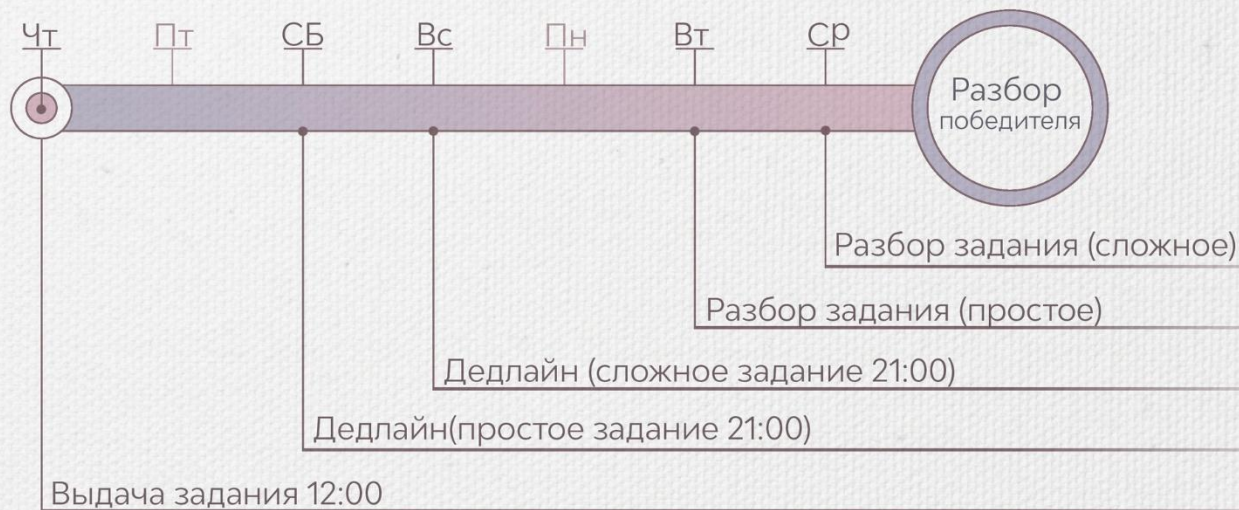 Чт
Пт
СБ
Вс
Пн
Вт
СР
Разбор
победителя
Разбор задания (сложное)
Разбор задания (простое)
Дедлайн (сложное задание 21:00)
Дедлайн(простое задание 21:00)
Выдача задания 12:00